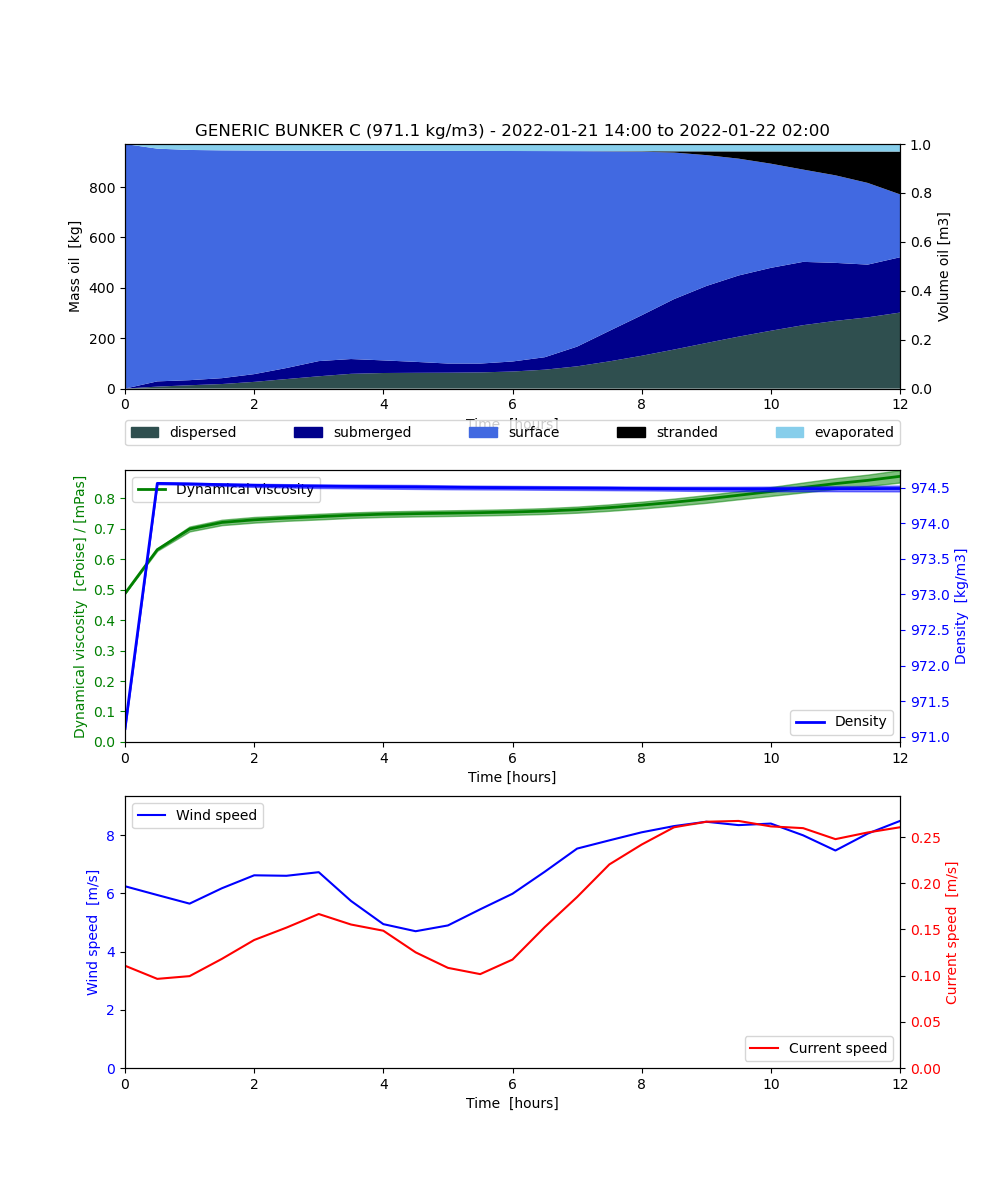 GENERIC BUNKER C (971.1 kg/m3) - 2022-01-21 14:00 to 2022-01-22 02:00
Mass oil [kg]
800
600
400
200
0
1.0
0.8
0.6
0.4
0.2
0.0
Volume oil [m3]
0 2 4 6 8 10 12
Time [hours]
dispersed submerged surface stranded evaporated
Dynamical viscosity [cPoise] / [mPas]
0.8
0.7
0.6
0.5
0.4
0.3
0.2
0.1
0.0
Dynamical viscosity
974.5
974.0
973.5
973.0
972.5
972.0
971.5
971.0
Density [kg/m3]
Density
0 2 4 6 8 10 12
Time [hours]
Wind speed [m/s]
8
6
4
2
0
Wind speed
0.25
0.20
0.15
0.10
0.05
0.00
Current speed [m/s]
Current speed
0 2 4 6 8 10 12
Time [hours]